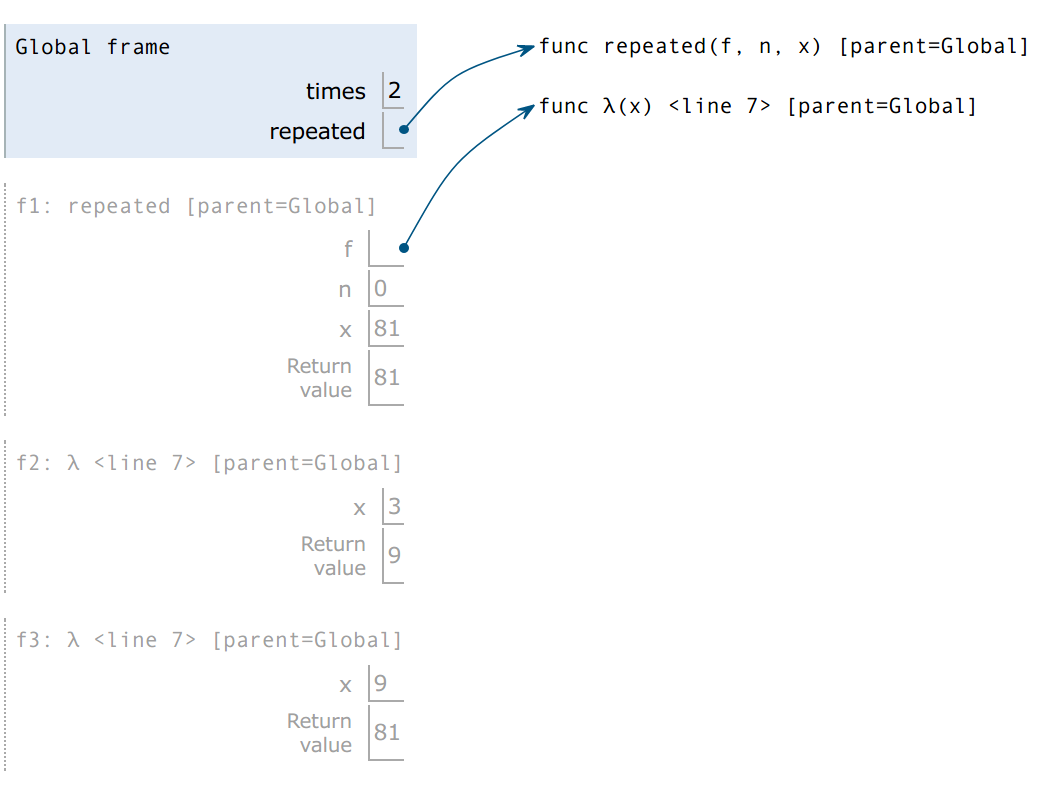 Global frame
times 2
repeated
func repeated(f, n, x) [parent=Global]
func λ(x) <line 7> [parent=Global]
f1: repeated [parent=Global]
f
n 0
x 81
Return
value 81
f2: λ <line 7> [parent=Global]
x 3
Return
value 9
f3: λ <line 7> [parent=Global]
x 9
Return
value 81